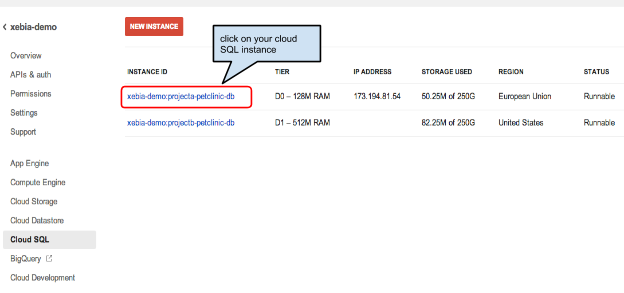 xebia-demo
NEW INSTANCE
click on your cloud
SQL instance
Overview
APIs & auth
Permissions
Settings
Support
App Engine
Compute Engine
Cloud Storage
Cloud Datastore
Cloud SQL
BigQuery
Cloud Development
INSTANCE ID TIER IP ADDRESS STORAGE USED REGION STATUS
xebia-demo:projecta-petclinic-db D0 – 128M RAM 173.194.81.54 50.25M of 250G European Union Runnable
xebia-demo:projectb-petclinic-db D1 – 512M RAM 82.25M of 250G United States Runnable